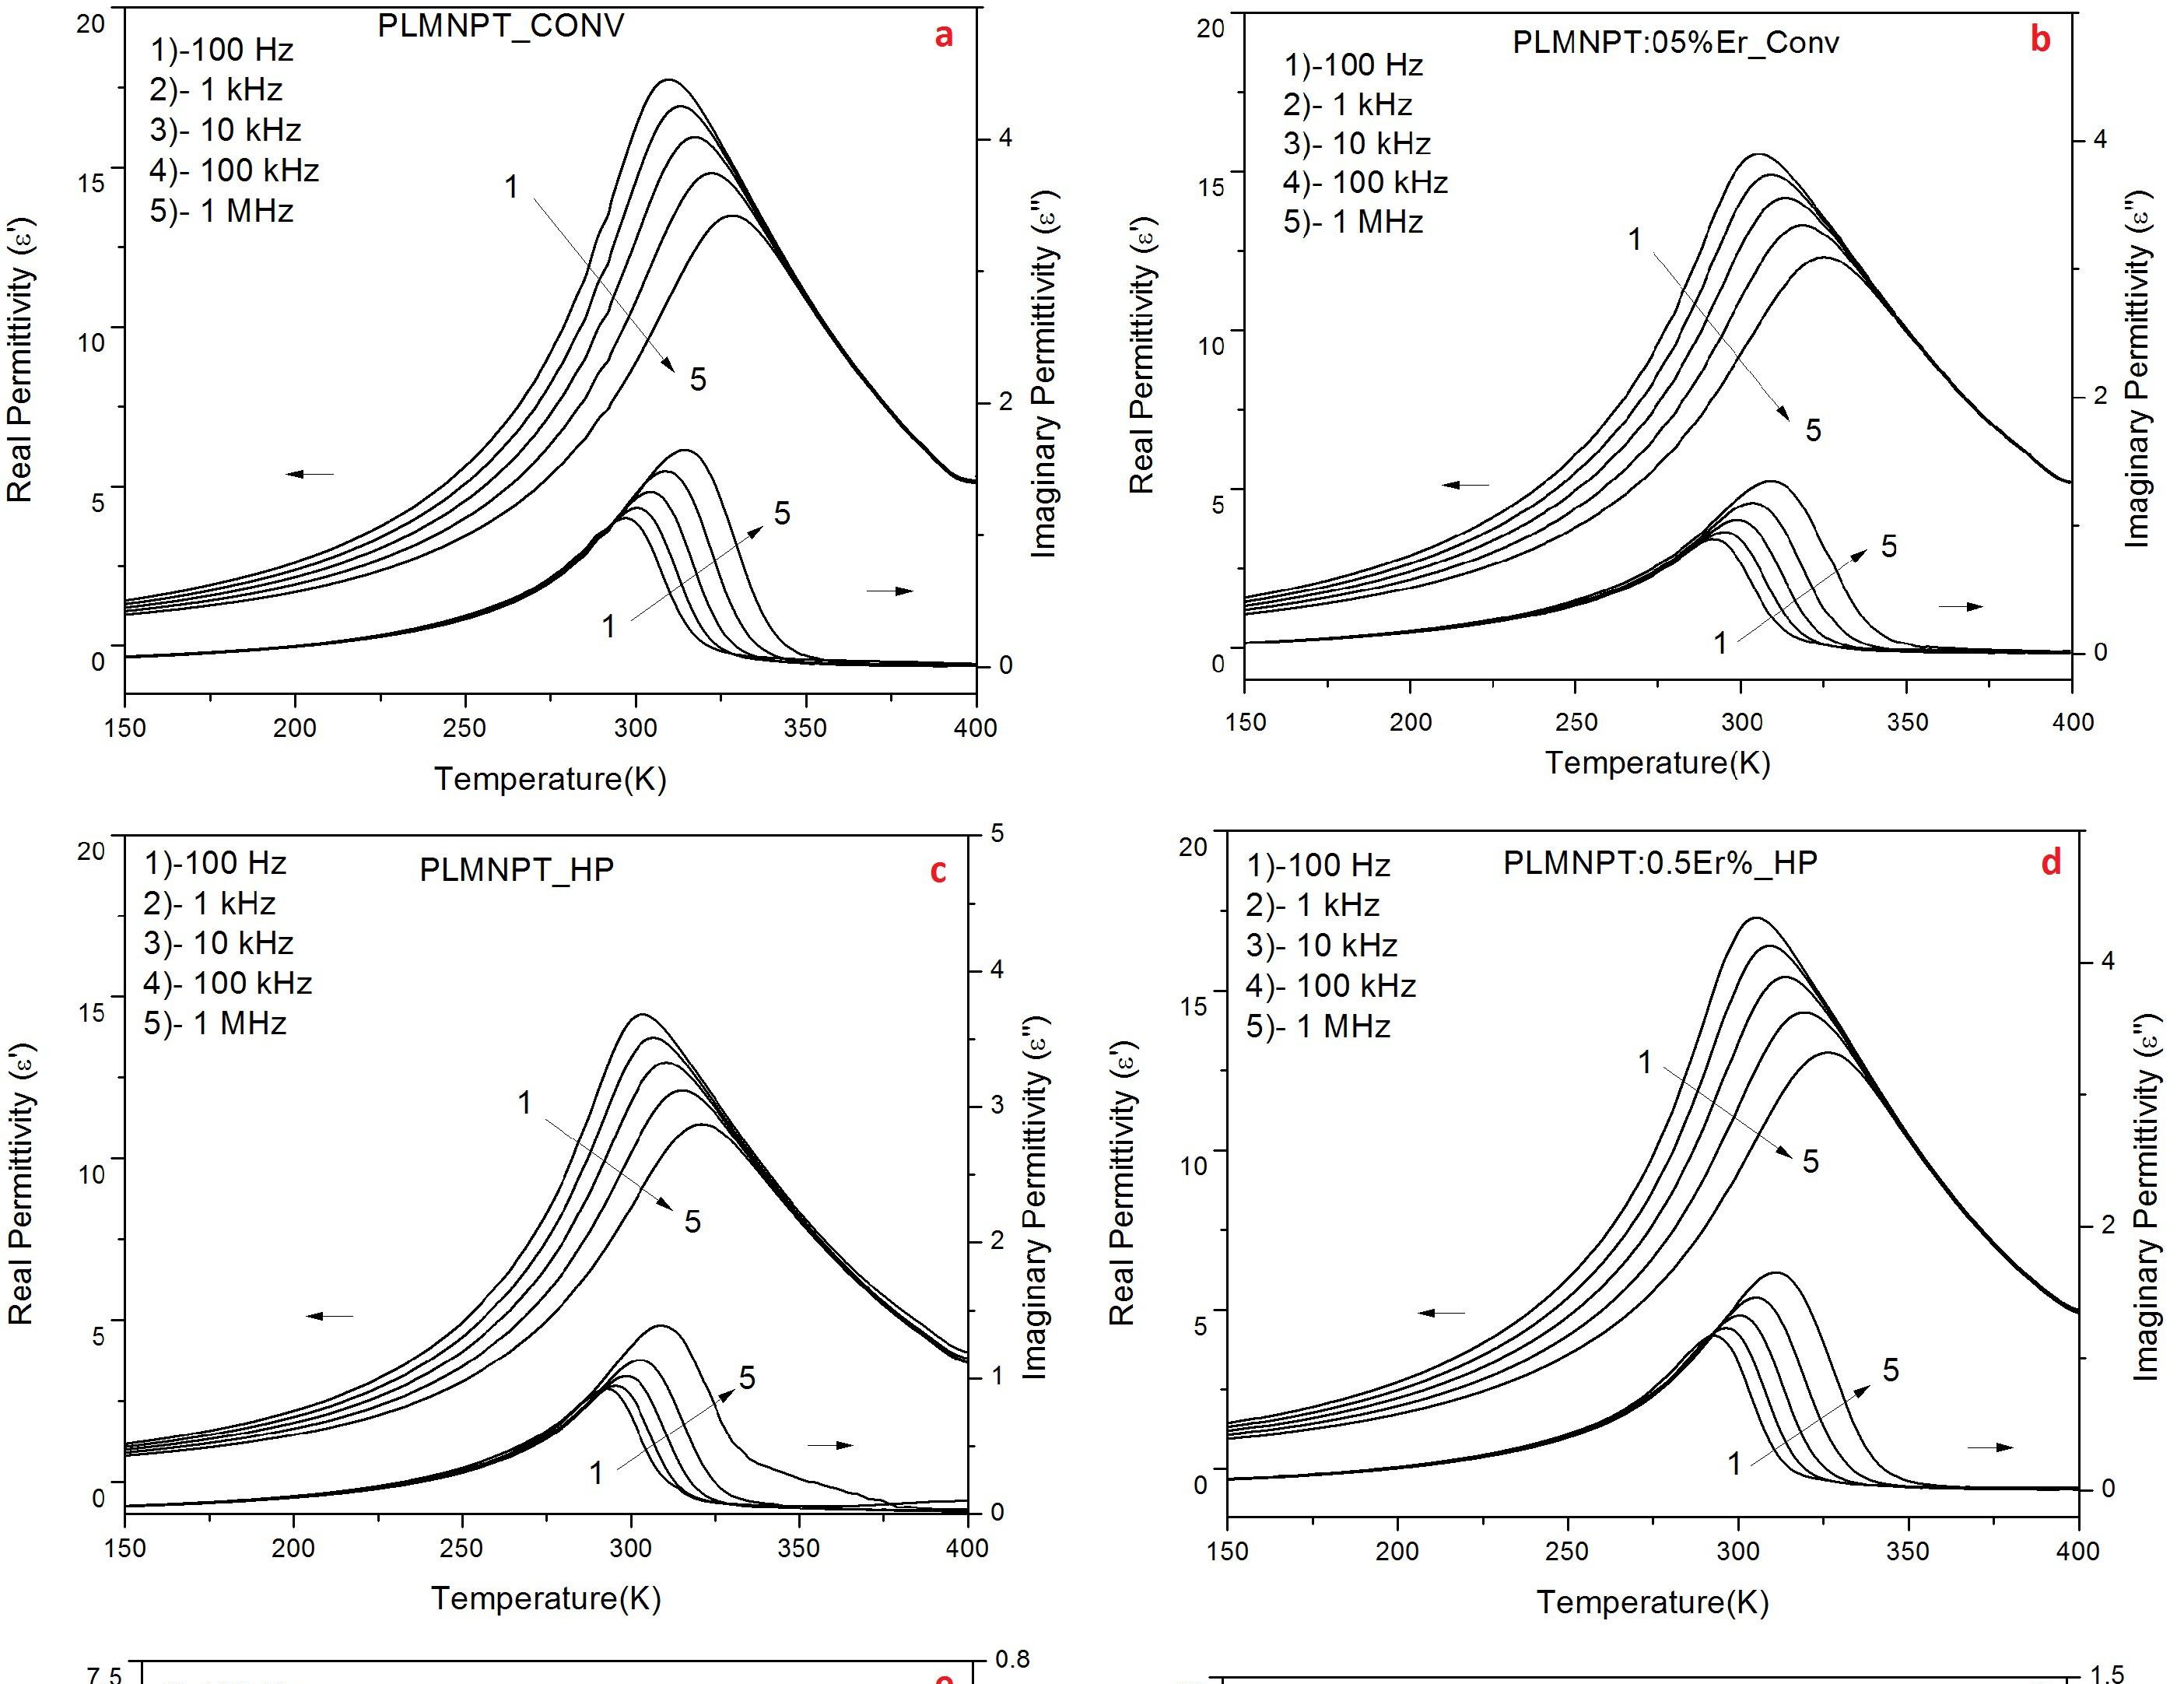 PLMNPT_CONV
a
1)-100 Hz
2)- 1 kHz
3)- 10 kHz
4)- 100 kHz
5)- 1 MHz
20
15
10
5
0
4
2
0
1
5
5
1
150 200 250 300 350 400
Real Permittivity (ε')
Imaginary Permittivity (ε")
Temperature(K)
PLMNPT:05%Er_Conv
b
1)-100 Hz
2)- 1 kHz
3)- 10 kHz
4)- 100 kHz
5)- 1 MHz
20
15
10
5
0
4
2
0
1
5
5
1
150 200 250 300 350 400
Real Permittivity (ε')
Imaginary Permittivity (ε")
Temperature(K)
PLMNPT_HP
c
1)-100 Hz
2)- 1 kHz
3)- 10 kHz
4)- 100 kHz
5)- 1 MHz
20
15
10
5
0
5
4
3
2
1
0
1
5
5
1
150 200 250 300 350 400
Real Permittivity (ε')
Imaginary Permittivity (ε")
Temperature(K)
PLMNPT:0.5Er%_HP
d
1)-100 Hz
2)- 1 kHz
3)- 10 kHz
4)- 100 kHz
5)- 1 MHz
20
15
10
5
0
4
2
0
1
5
5
1
150 200 250 300 350 400
Real Permittivity (ε')
Imaginary Permittivity (ε")
Temperature(K)
7.5
0.8
1.5